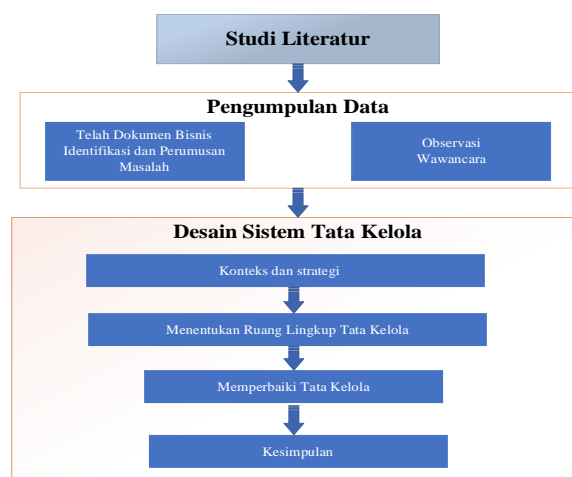 Studi Literatur
Pengumpulan Data
Telah Dokumen Bisnis
Identifikasi dan Perumusan
Masalah
Observasi
Wawancara
Desain Sistem Tata Kelola
Konteks dan strategi
Menentukan Ruang Lingkup Tata Kelola
Memperbaiki Tata Kelola
Kesimpulan